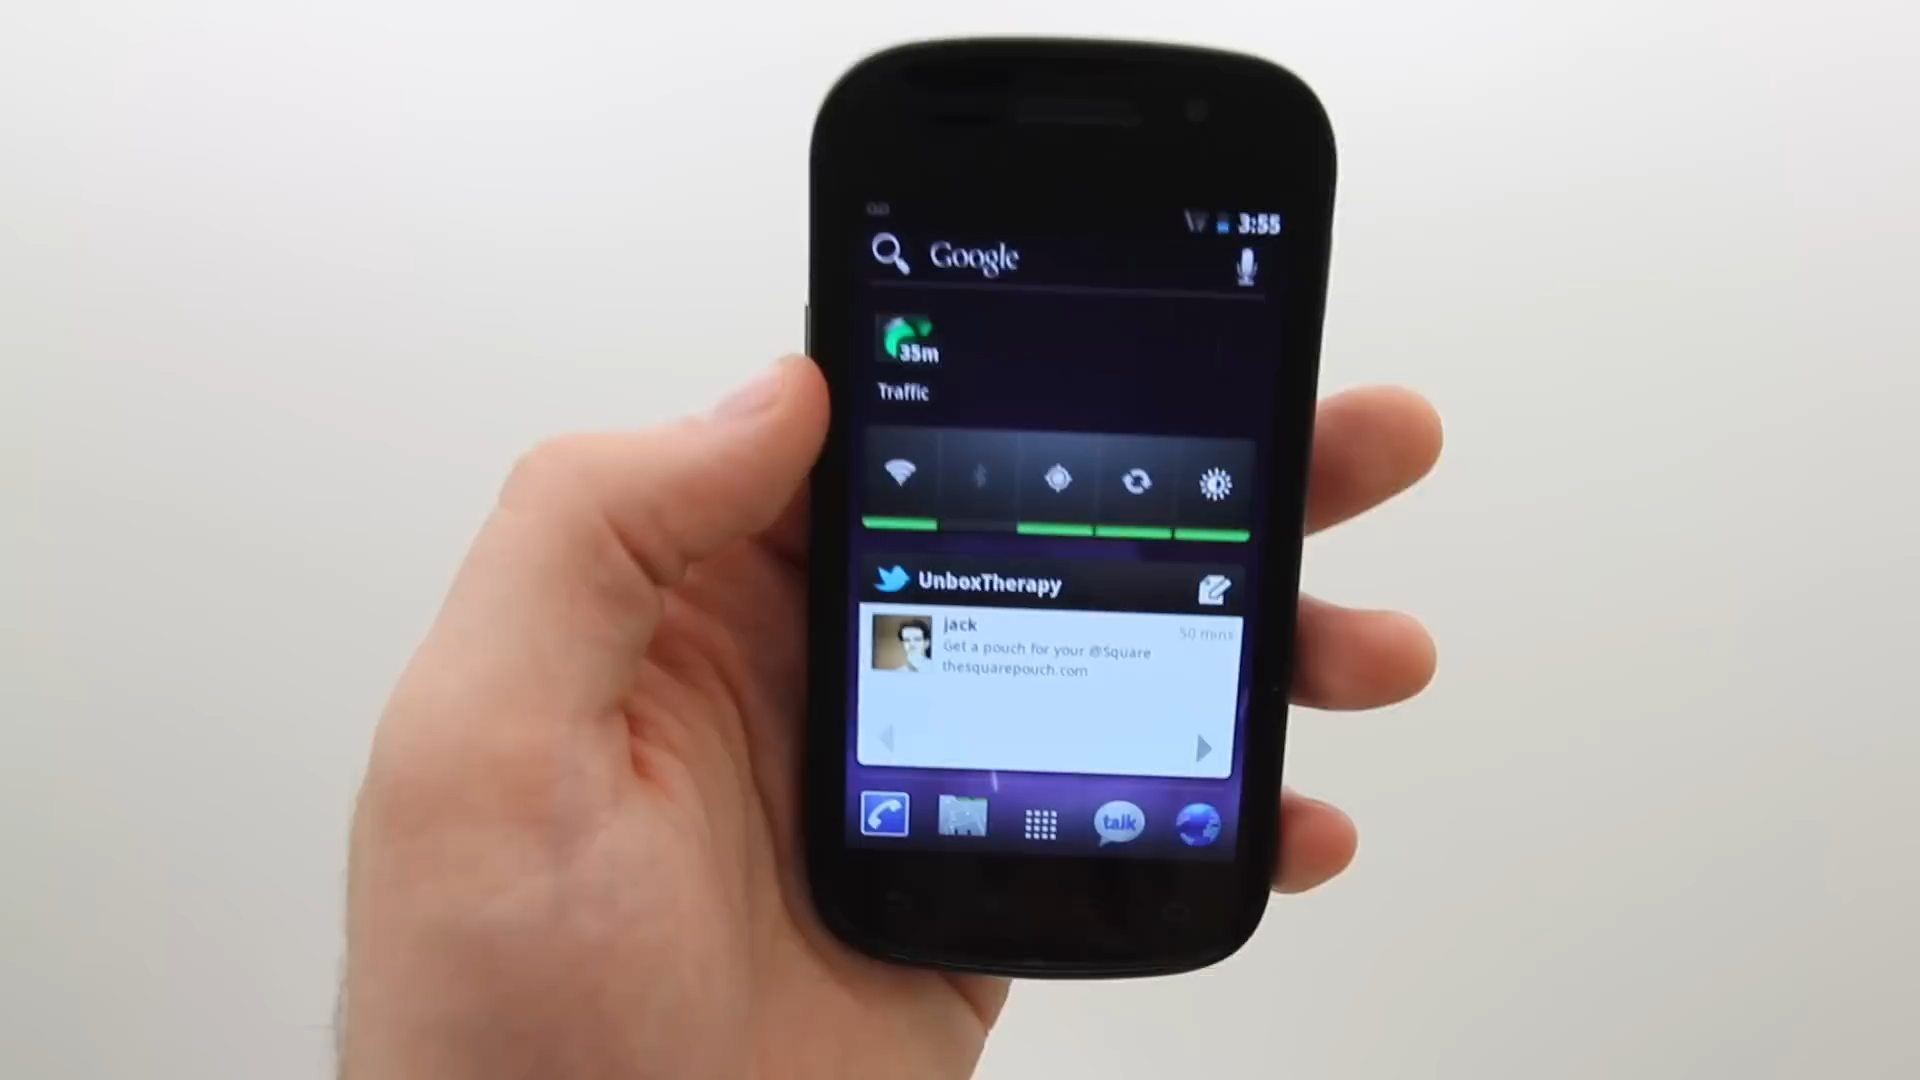 3:55
Google
35m
Traffic
UnboxTherapy
jack
50 mins
Get a pouch for your @Square
thesquarepouch.com
talk